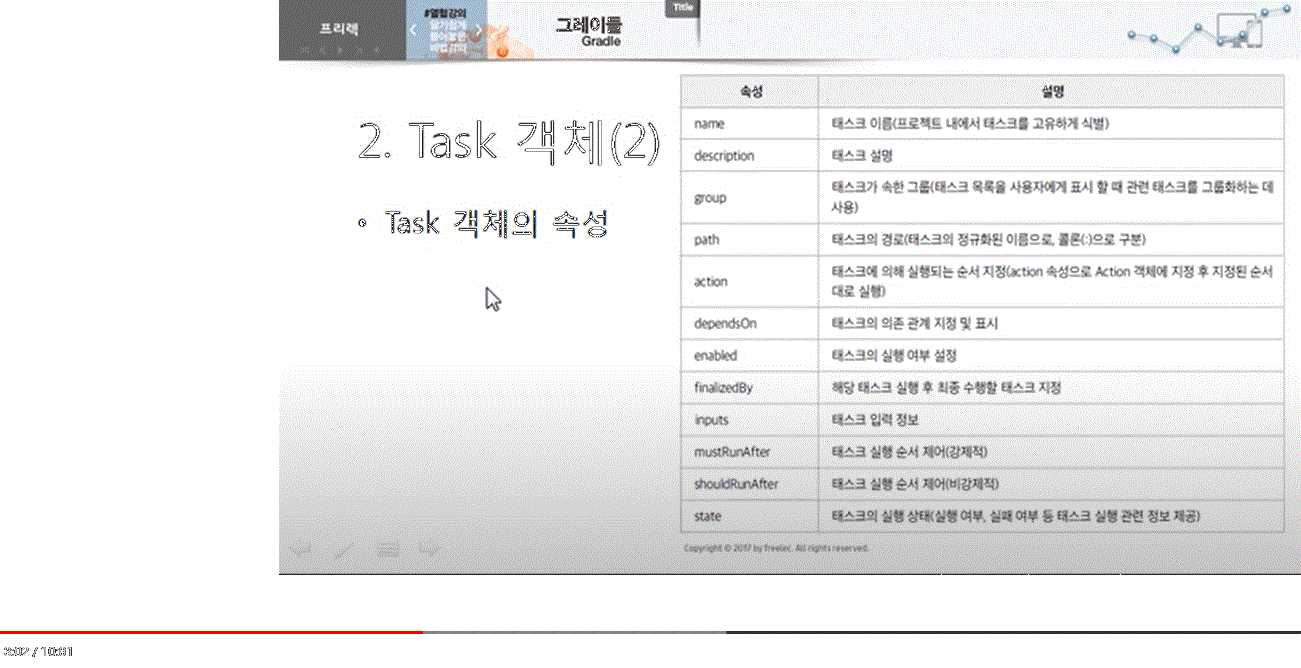 프리렉
#열혈강의
그레이들
Gradle
Title
2. Task 객체(2)
• Task 객체의 속성
속성 설명
name 태스크 이름(프로젝트 내에서 태스크를 고유하게 식별)
description 태스크 설명
group 태스크가 속한 그룹(태스크 목록을 사용자에게 표시 할 때 관련 태스크를 그룹화하는 데
사용)
path 태스크의 경로(태스크의 정규화된 이름으로, 콜론(:)으로 구분)
action 태스크에 의해 실행되는 순서 지정(action 속성으로 Action 객체에 지정 후 지정된 순서
대로 실행)
dependsOn 태스크의 의존 관계 지정 및 표시
enabled 태스크의 실행 여부 설정
finalizedBy 해당 태스크 실행 후 최종 수행할 태스크 지정
inputs 태스크 입력 정보
mustRunAfter 태스크 실행 순서 제어(강제적)
shouldRunAfter 태스크 실행 순서 제어(비강제적)
state 태스크의 실행 상태(실행 여부, 실패 여부 등 태스크 실행 관련 정보 제공)
Copyright © 2017 by freelec. All rights reserved.